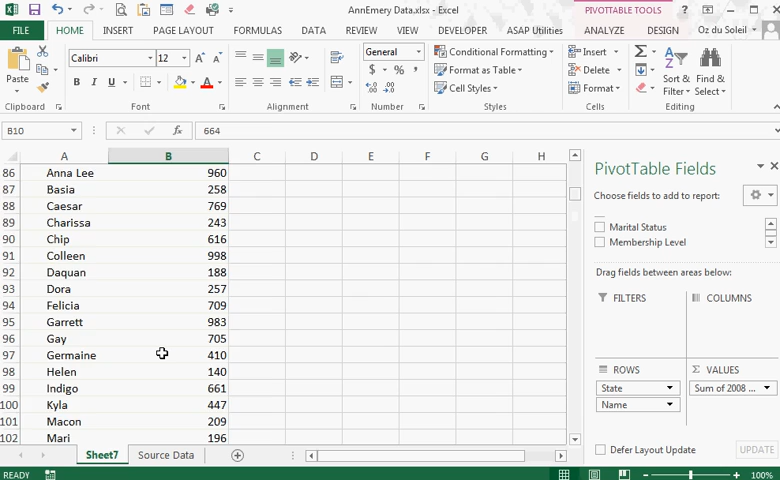 AnnEmery Data.xlsx - Excel
PIVOTTABLE TOOLS
FILE HOME INSERT PAGE LAYOUT FORMULAS DATA REVIEW VIEW DEVELOPER ASAP Utilities ANALYZE DESIGN Oz du Soleil
Paste
Calibri 12
B I U
General
$ % ,
Conditional Formatting
Format as Table
Cell Styles
Insert
Delete
Format
Sort & Filter
Find & Select
Clipboard Font Alignment Number Styles Cells Editing
B10 fx 664
A B C D E F G H
86 Anna Lee 960
87 Basia 258
88 Caesar 769
89 Charissa 243
90 Chip 616
91 Colleen 998
92 Daquan 188
93 Dora 257
94 Felicia 709
95 Garrett 983
96 Gay 705
97 Germaine 410
98 Helen 140
99 Indigo 661
100 Kyla 447
101 Macon 209
102 Mari 196
PivotTable Fields
Choose fields to add to report:
Marital Status
Membership Level
Drag fields between areas below:
FILTERS COLUMNS
ROWS VALUES
State Sum of 2008 ...
Name
Defer Layout Update UPDATE
Sheet7 Source Data
READY 100%